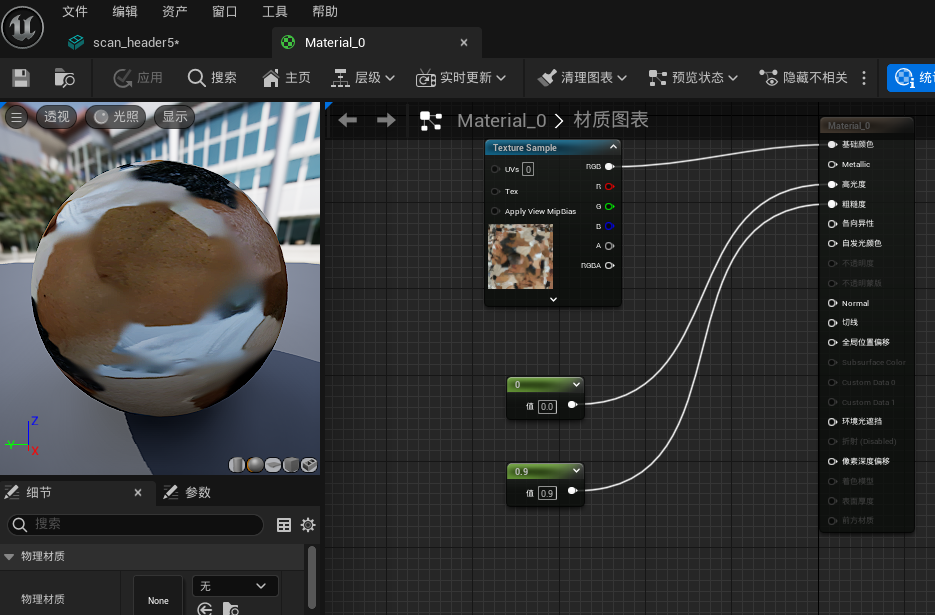 文件 编辑 资产 窗口 工具 帮助
scan_header5*
Material_0
应用
搜索
主页
层级
实时更新
清理图表
预览状态
隐藏不相关
透视
光照
显示
Material_0
材质图表
Texture Sample
UVs 0
Tex
Apply View MipBias
RGB
R
G
B
A
RGBA
0
值 0.0
0.9
值 0.9
Material_0
基础颜色
Metallic
高光度
粗糙度
各向异性
自发光颜色
不透明度
不透明蒙版
Normal
切线
全局位置偏移
Subsurface Color
Custom Data 0
Custom Data 1
环境光遮挡
折射 (Disabled)
像素深度偏移
着色模型
表面厚度
前方材质
Z
Y
X
细节
参数
搜索
物理材质
物理材质
None
无